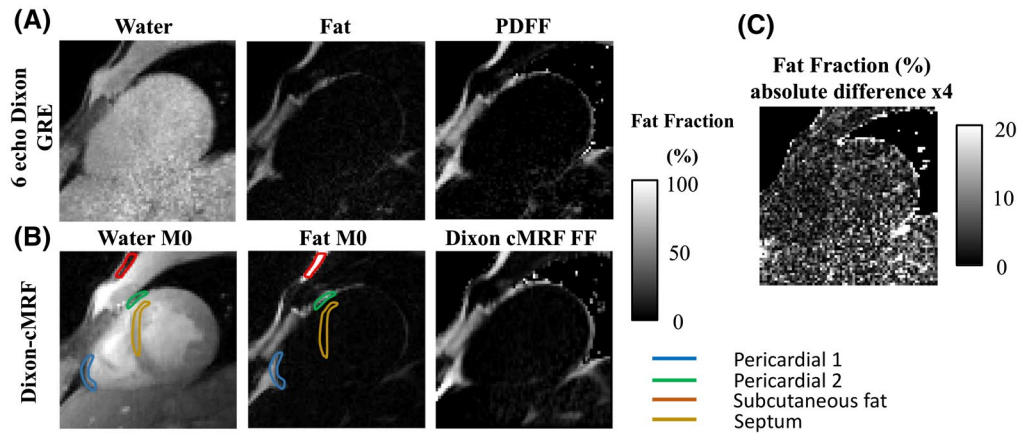 (A)
Water
Fat
PDFF
6 echo Dixon
GRE
(B)
Water M0
Fat M0
Dixon cMRF FF
Dixon-cMRF
Fat Fraction
(%)
100
50
0
(C)
Fat Fraction (%)
absolute difference x4
20
10
0
Pericardial 1
Pericardial 2
Subcutaneous fat
Septum